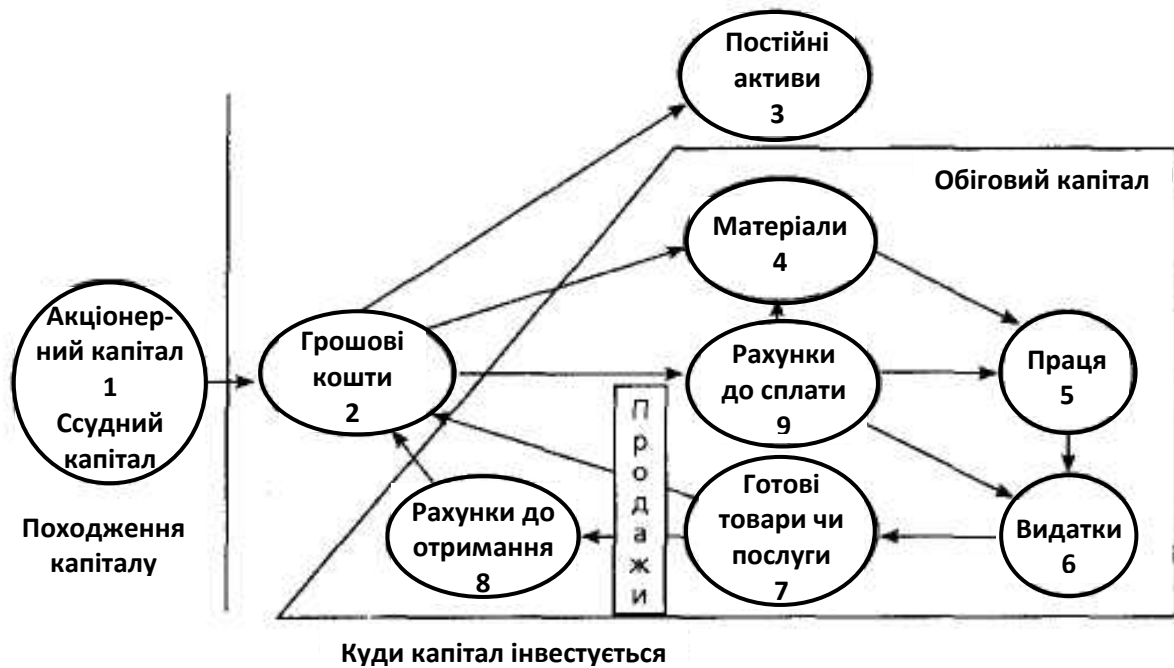 Постійні
активи
3
Обіговий капітал
Матеріали
4
Акціонер-
ний капітал
1
Ссудний
капітал
Грошові
кошти
2
Рахунки
до сплати
9
Праця
5
Продажи
Походження
капіталу
Рахунки до
отримання
8
Готові
товари чи
послуги
7
Видатки
6
Куди капітал інвестується